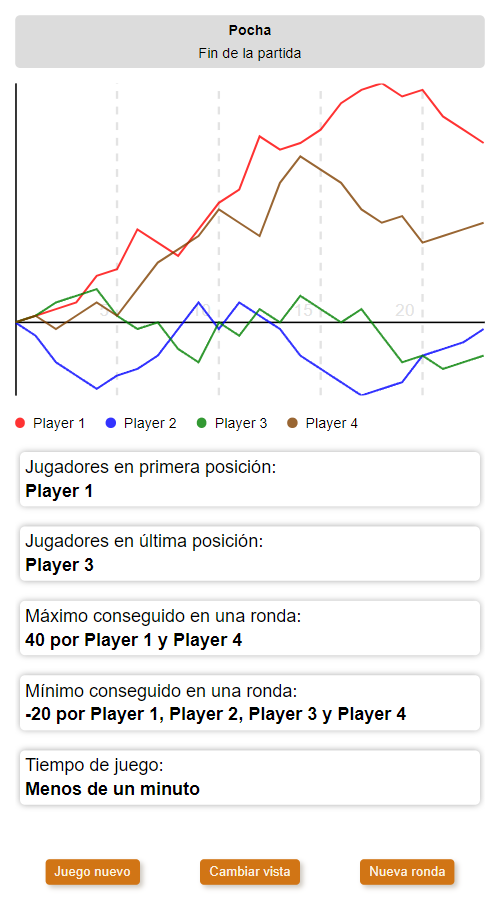 Pocha
Fin de la partida
5
10
15
20
Player 1
Player 2
Player 3
Player 4
Jugadores en primera posición:
Player 1
Jugadores en última posición:
Player 3
Máximo conseguido en una ronda:
40 por Player 1 y Player 4
Mínimo conseguido en una ronda:
-20 por Player 1, Player 2, Player 3 y Player 4
Tiempo de juego:
Menos de un minuto
Juego nuevo
Cambiar vista
Nueva ronda